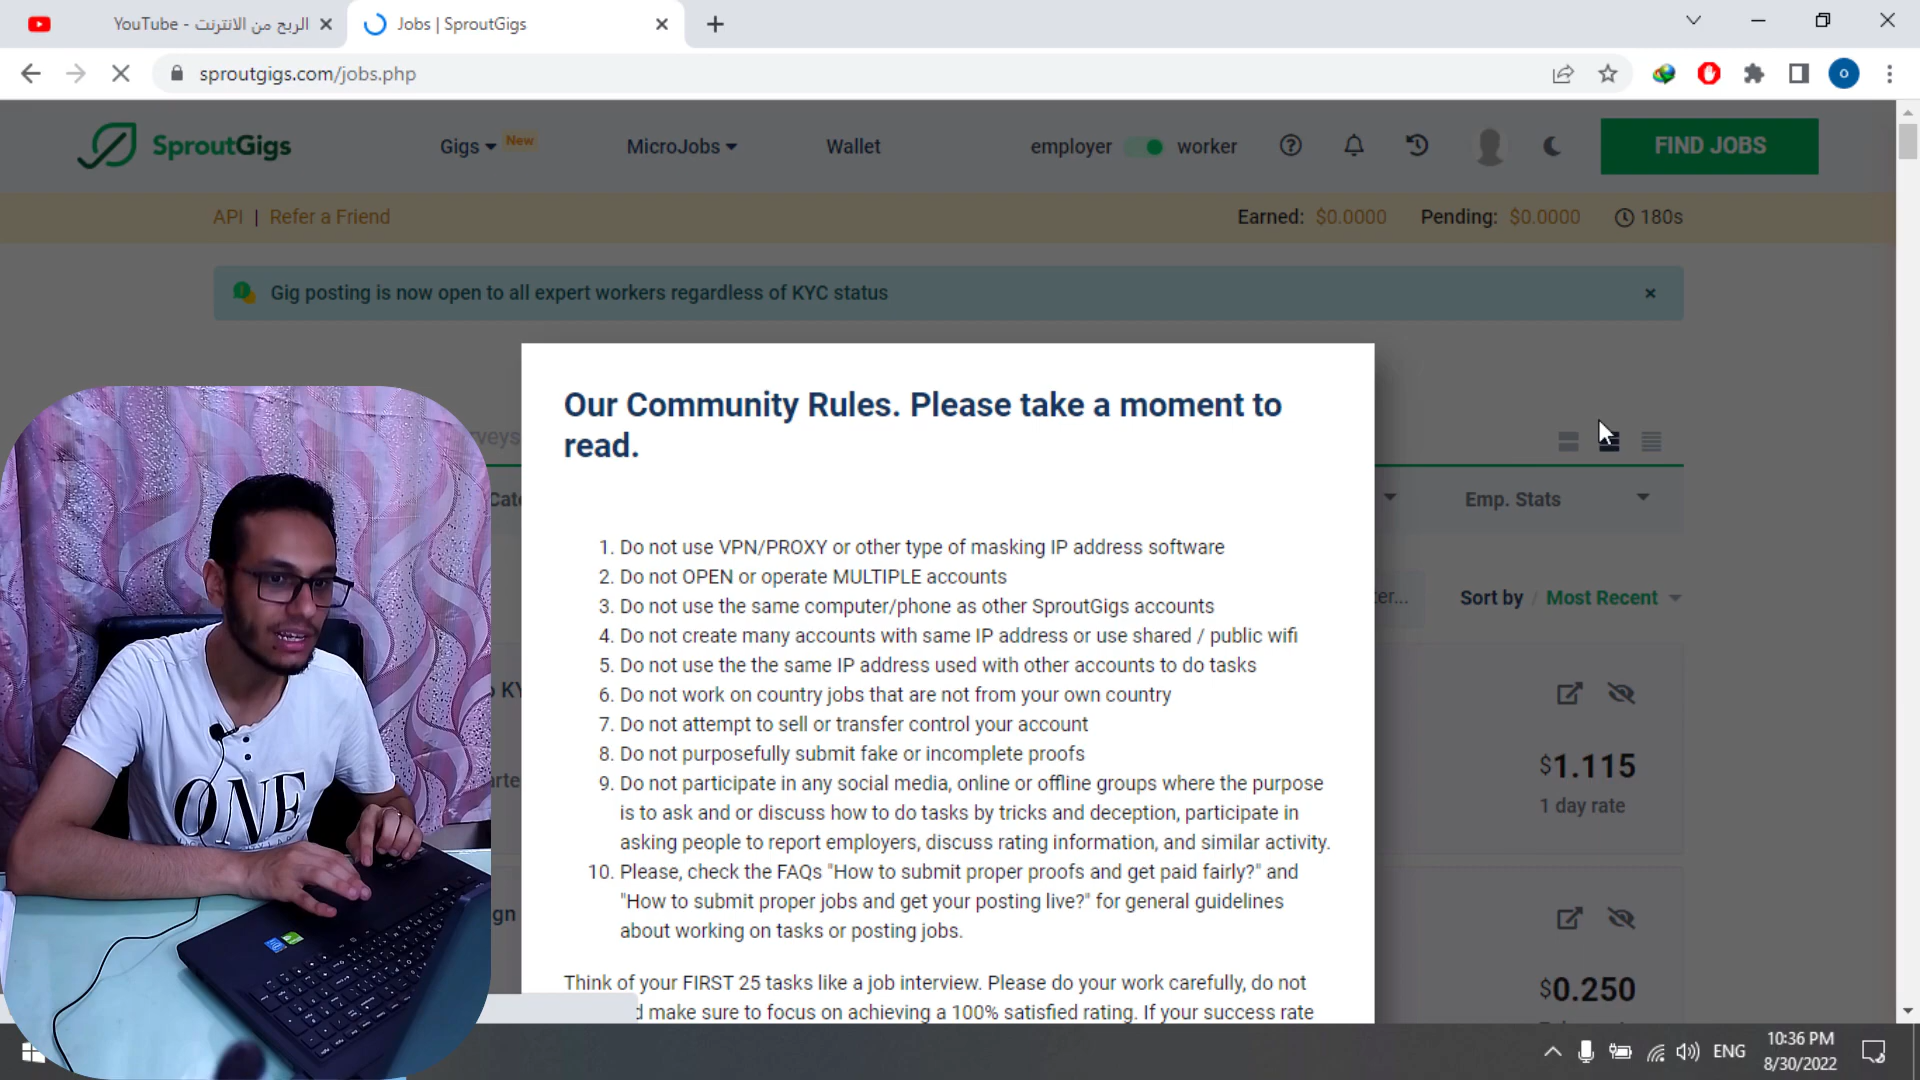 الربح من الانترنت - YouTube
Jobs | SproutGigs
sproutgigs.com/jobs.php
SproutGigs
Gigs
New
MicroJobs
Wallet
employer
worker
FIND JOBS
API | Refer a Friend
Earned: $0.0000
Pending: $0.0000
180s
Gig posting is now open to all expert workers regardless of KYC status
Our Community Rules. Please take a moment to
read.
Emp. Stats
1. Do not use VPN/PROXY or other type of masking IP address software
2. Do not OPEN or operate MULTIPLE accounts
3. Do not use the same computer/phone as other SproutGigs accounts
4. Do not create many accounts with same IP address or use shared / public wifi
5. Do not use the the same IP address used with other accounts to do tasks
6. Do not work on country jobs that are not from your own country
7. Do not attempt to sell or transfer control your account
8. Do not purposefully submit fake or incomplete proofs
9. Do not participate in any social media, online or offline groups where the purpose
is to ask and or discuss how to do tasks by tricks and deception, participate in
asking people to report employers, discuss rating information, and similar activity.
10. Please, check the FAQs "How to submit proper proofs and get paid fairly?" and
"How to submit proper jobs and get your posting live?" for general guidelines
about working on tasks or posting jobs.
Think of your FIRST 25 tasks like a job interview. Please do your work carefully, do not
make sure to focus on achieving a 100% satisfied rating. If your success rate
Sort by / Most Recent
$1.115
1 day rate
$0.250
ONE
ENG
10:36 PM
8/30/2022